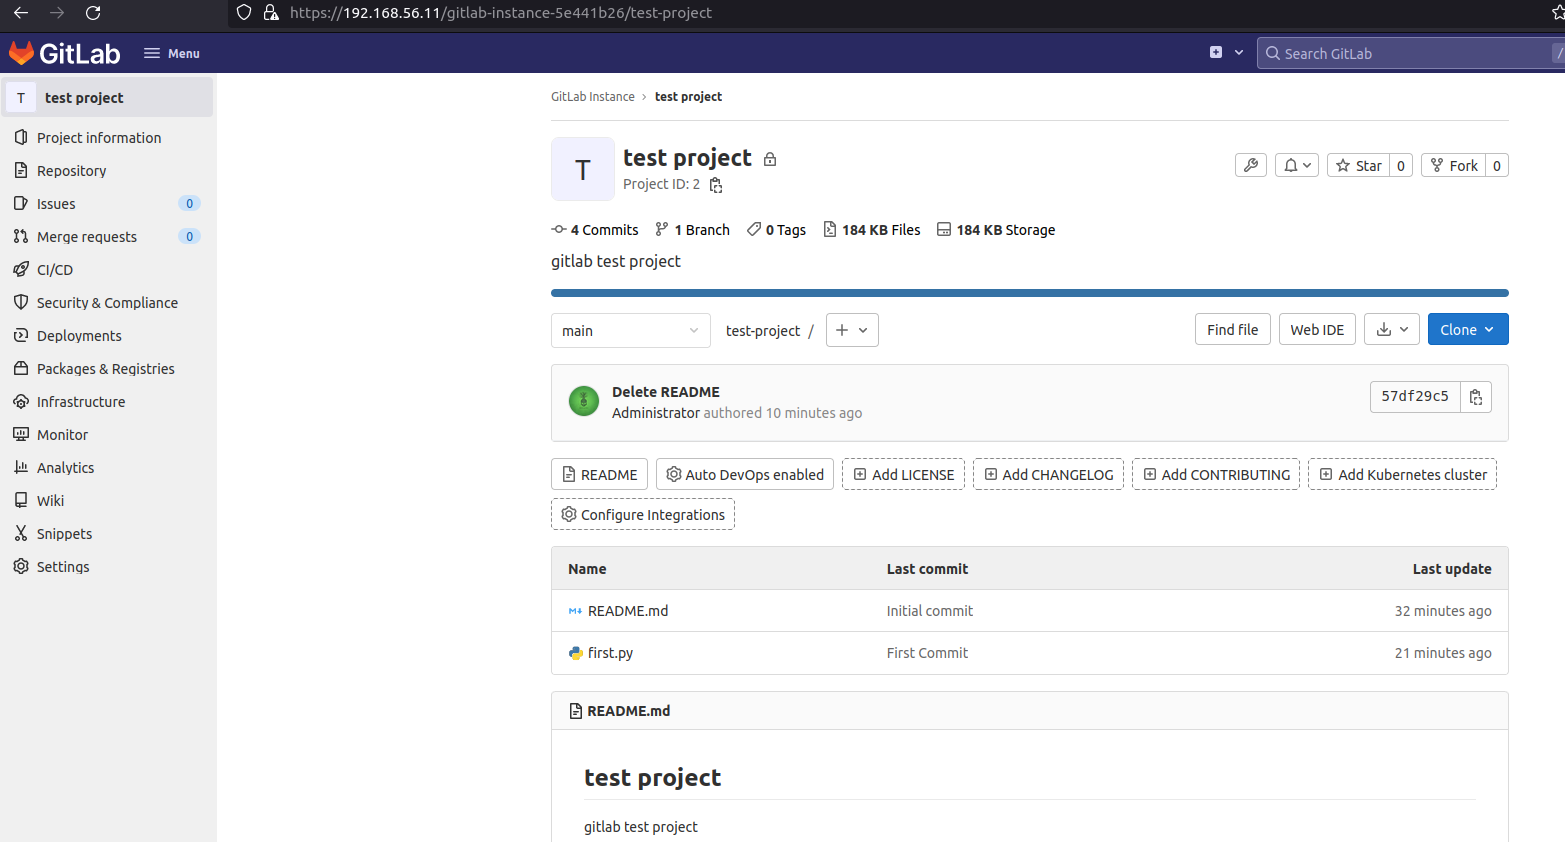 https://192.168.56.11/gitlab-instance-5e441b26/test-project
GitLab Menu Search GitLab /
T test project
Project information
Repository
Issues 0
Merge requests 0
CI/CD
Security & Compliance
Deployments
Packages & Registries
Infrastructure
Monitor
Analytics
Wiki
Snippets
Settings
GitLab Instance > test project
T
test project
Project ID: 2
Star 0 Fork 0
4 Commits 1 Branch 0 Tags 184 KB Files 184 KB Storage
gitlab test project
main test-project / + Find file Web IDE Clone
Delete README
Administrator authored 10 minutes ago
57df29c5
README Auto DevOps enabled Add LICENSE Add CHANGELOG Add CONTRIBUTING Add Kubernetes cluster
Configure Integrations
Name Last commit Last update
M README.md Initial commit 32 minutes ago
first.py First Commit 21 minutes ago
README.md
test project
gitlab test project